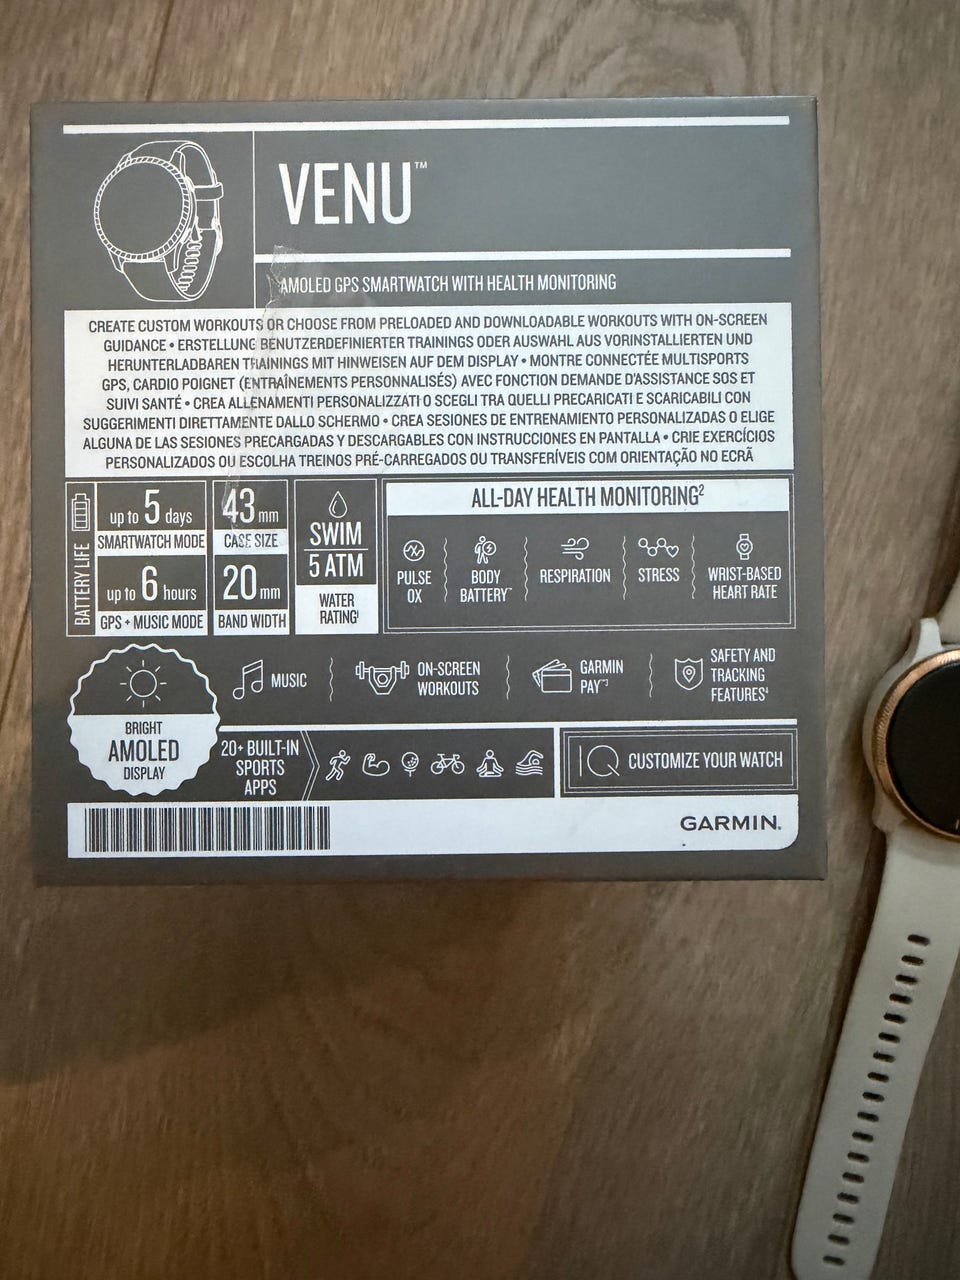 VENU™
AMOLED GPS SMARTWATCH WITH HEALTH MONITORING
CREATE CUSTOM WORKOUTS OR CHOOSE FROM PRELOADED AND DOWNLOADABLE WORKOUTS WITH ON-SCREEN
GUIDANCE • ERSTELLUNG BENUTZERDEFINIERTER TRAININGS ODER AUSWAHL AUS VORINSTALLIERTEN UND
HERUNTERLADBAREN TRAININGS MIT HINWEISEN AUF DEM DISPLAY • MONTRE CONNECTÉE MULTISPORTS
GPS, CARDIO POIGNET (ENTRAÎNEMENTS PERSONNALISÉS) AVEC FONCTION DEMANDE D'ASSISTANCE SOS ET
SUIVI SANTÉ • CREA ALLENAMENTI PERSONALIZZATI O SCEGLI TRA QUELLI PRECARICATI E SCARICABILI CON
SUGGERIMENTI DIRETTAMENTE DALLO SCHERMO • CREA SESIONES DE ENTRENAMIENTO PERSONALIZADAS O ELIGE
ALGUNA DE LAS SESIONES PRECARGADAS Y DESCARGABLES CON INSTRUCCIONES EN PANTALLA • CRIE EXERCÍCIOS
PERSONALIZADOS OU ESCOLHA TREINOS PRÉ-CARREGADOS OU TRANSFERÍVEIS COM ORIENTAÇÃO NO ECRÃ
BATTERY LIFE
up to 5 days
SMARTWATCH MODE
up to 6 hours
GPS + MUSIC MODE
43 mm
CASE SIZE
20 mm
BAND WIDTH
SWIM
5 ATM
WATER
RATING¹
ALL-DAY HEALTH MONITORING²
PULSE
OX
BODY
BATTERY™
RESPIRATION
STRESS
WRIST-BASED
HEART RATE
MUSIC
ON-SCREEN
WORKOUTS
GARMIN
PAY™³
SAFETY AND
TRACKING
FEATURES⁴
BRIGHT
AMOLED
DISPLAY
20+ BUILT-IN
SPORTS
APPS
IQ CUSTOMIZE YOUR WATCH
GARMIN.